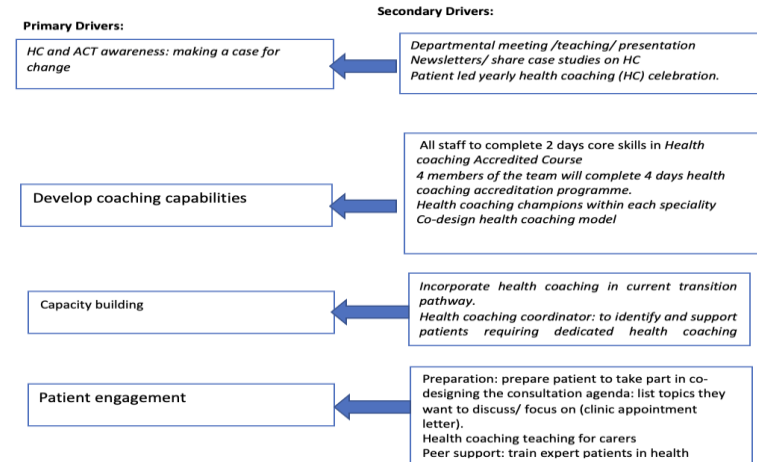 Secondary Drivers:
Primary Drivers:
HC and ACT awareness: making a case for
change
Departmental meeting /teaching/ presentation
Newsletters/ share case studies on HC
Patient led yearly health coaching (HC) celebration.
Develop coaching capabilities
All staff to complete 2 days core skills in Health
coaching Accredited Course
4 members of the team will complete 4 days health
coaching accreditation programme.
Health coaching champions within each speciality
Co-design health coaching model
Capacity building
Incorporate health coaching in current transition
pathway.
Health coaching coordinator: to identify and support
patients requiring dedicated health coaching
Patient engagement
Preparation: prepare patient to take part in co-
designing the consultation agenda: list topics they
want to discuss/ focus on (clinic appointment
letter).
Health coaching teaching for carers
Peer support: train expert patients in health